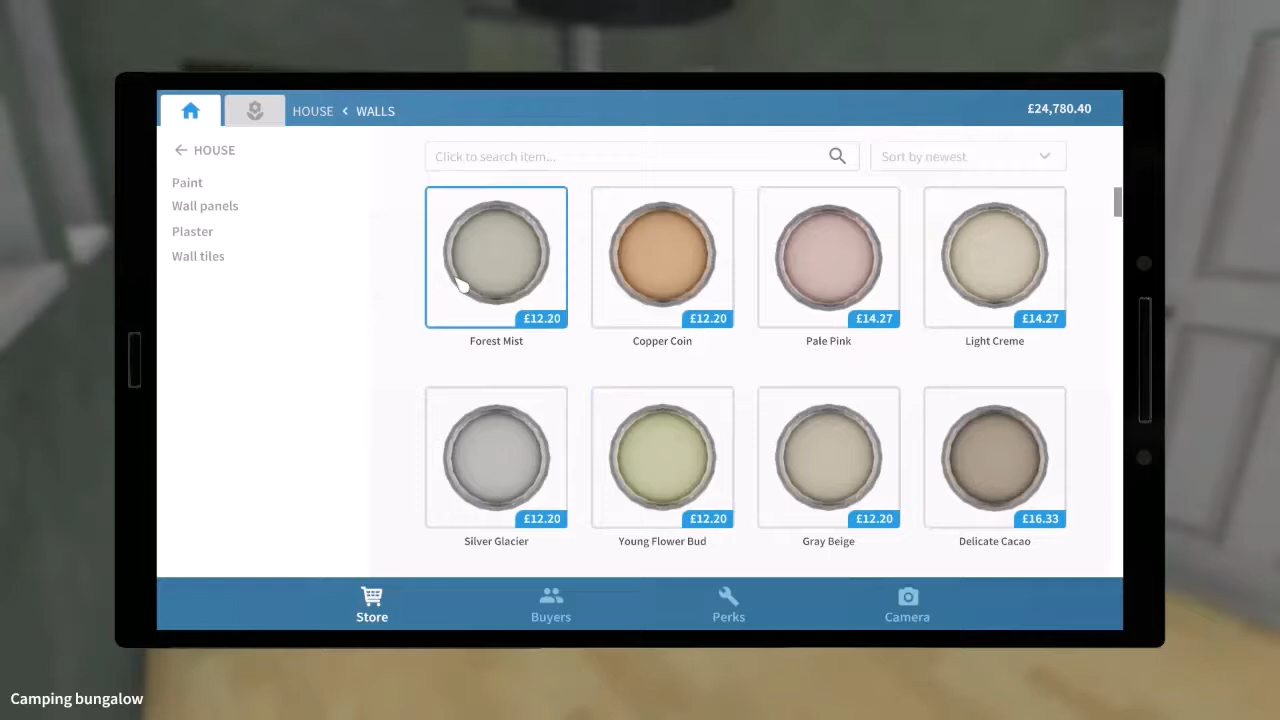 HOUSE < WALLS
£24,780.40
HOUSE
Paint
Wall panels
Plaster
Wall tiles
Click to search item...
Sort by newest
£12.20
£12.20
£14.27
£14.27
Forest Mist
Copper Coin
Pale Pink
Light Creme
£12.20
£12.20
£12.20
£16.33
Silver Glacier
Young Flower Bud
Gray Beige
Delicate Cacao
Store
Buyers
Perks
Camera
Camping bungalow